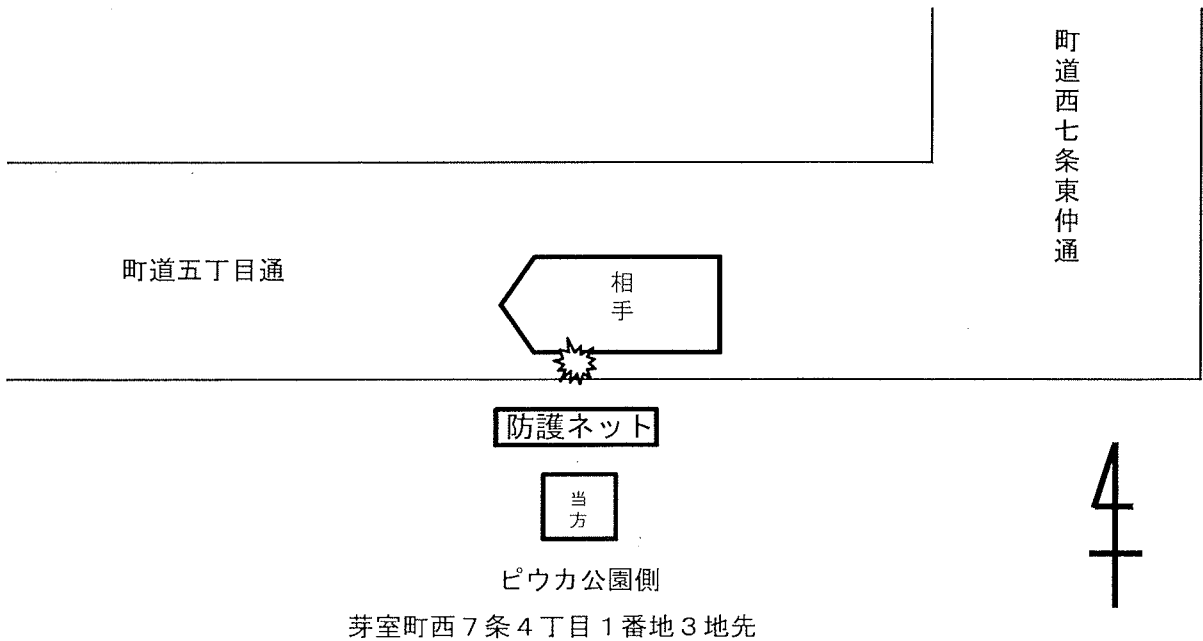 町道西七条東仲通
町道五丁目通
相手
防護ネット
当方
ピウカ公園側
芽室町西７条４丁目１番地３地先